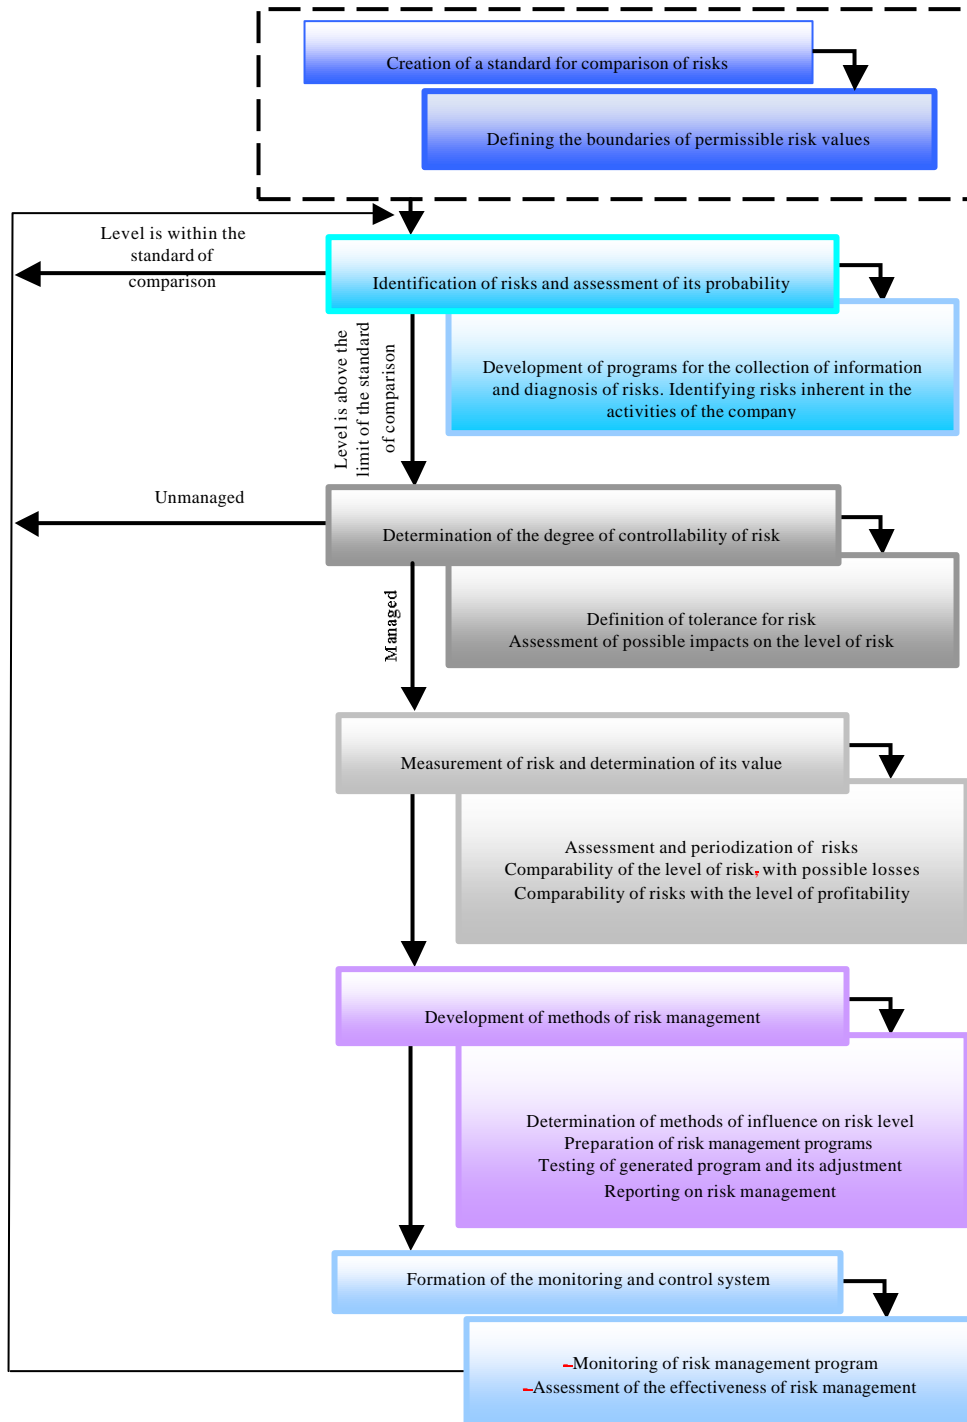 Creation of a standard for comparison of risks
Defining the boundaries of permissible risk values
Level is within the
standard of
comparison
Identification of risks and assessment of its probability
Level is above the
limit of the standard
of comparison
Development of programs for the collection of information
and diagnosis of risks. Identifying risks inherent in the
activities of the company
Unmanaged
Determination of the degree of controllability of risk
Managed
Definition of tolerance for risk
Assessment of possible impacts on the level of risk
Measurement of risk and determination of its value
Assessment and periodization of risks
Comparability of the level of risk, with possible losses
Comparability of risks with the level of profitability
Development of methods of risk management
Determination of methods of influence on risk level
Preparation of risk management programs
Testing of generated program and its adjustment
Reporting on risk management
Formation of the monitoring and control system
-Monitoring of risk management program
-Assessment of the effectiveness of risk management